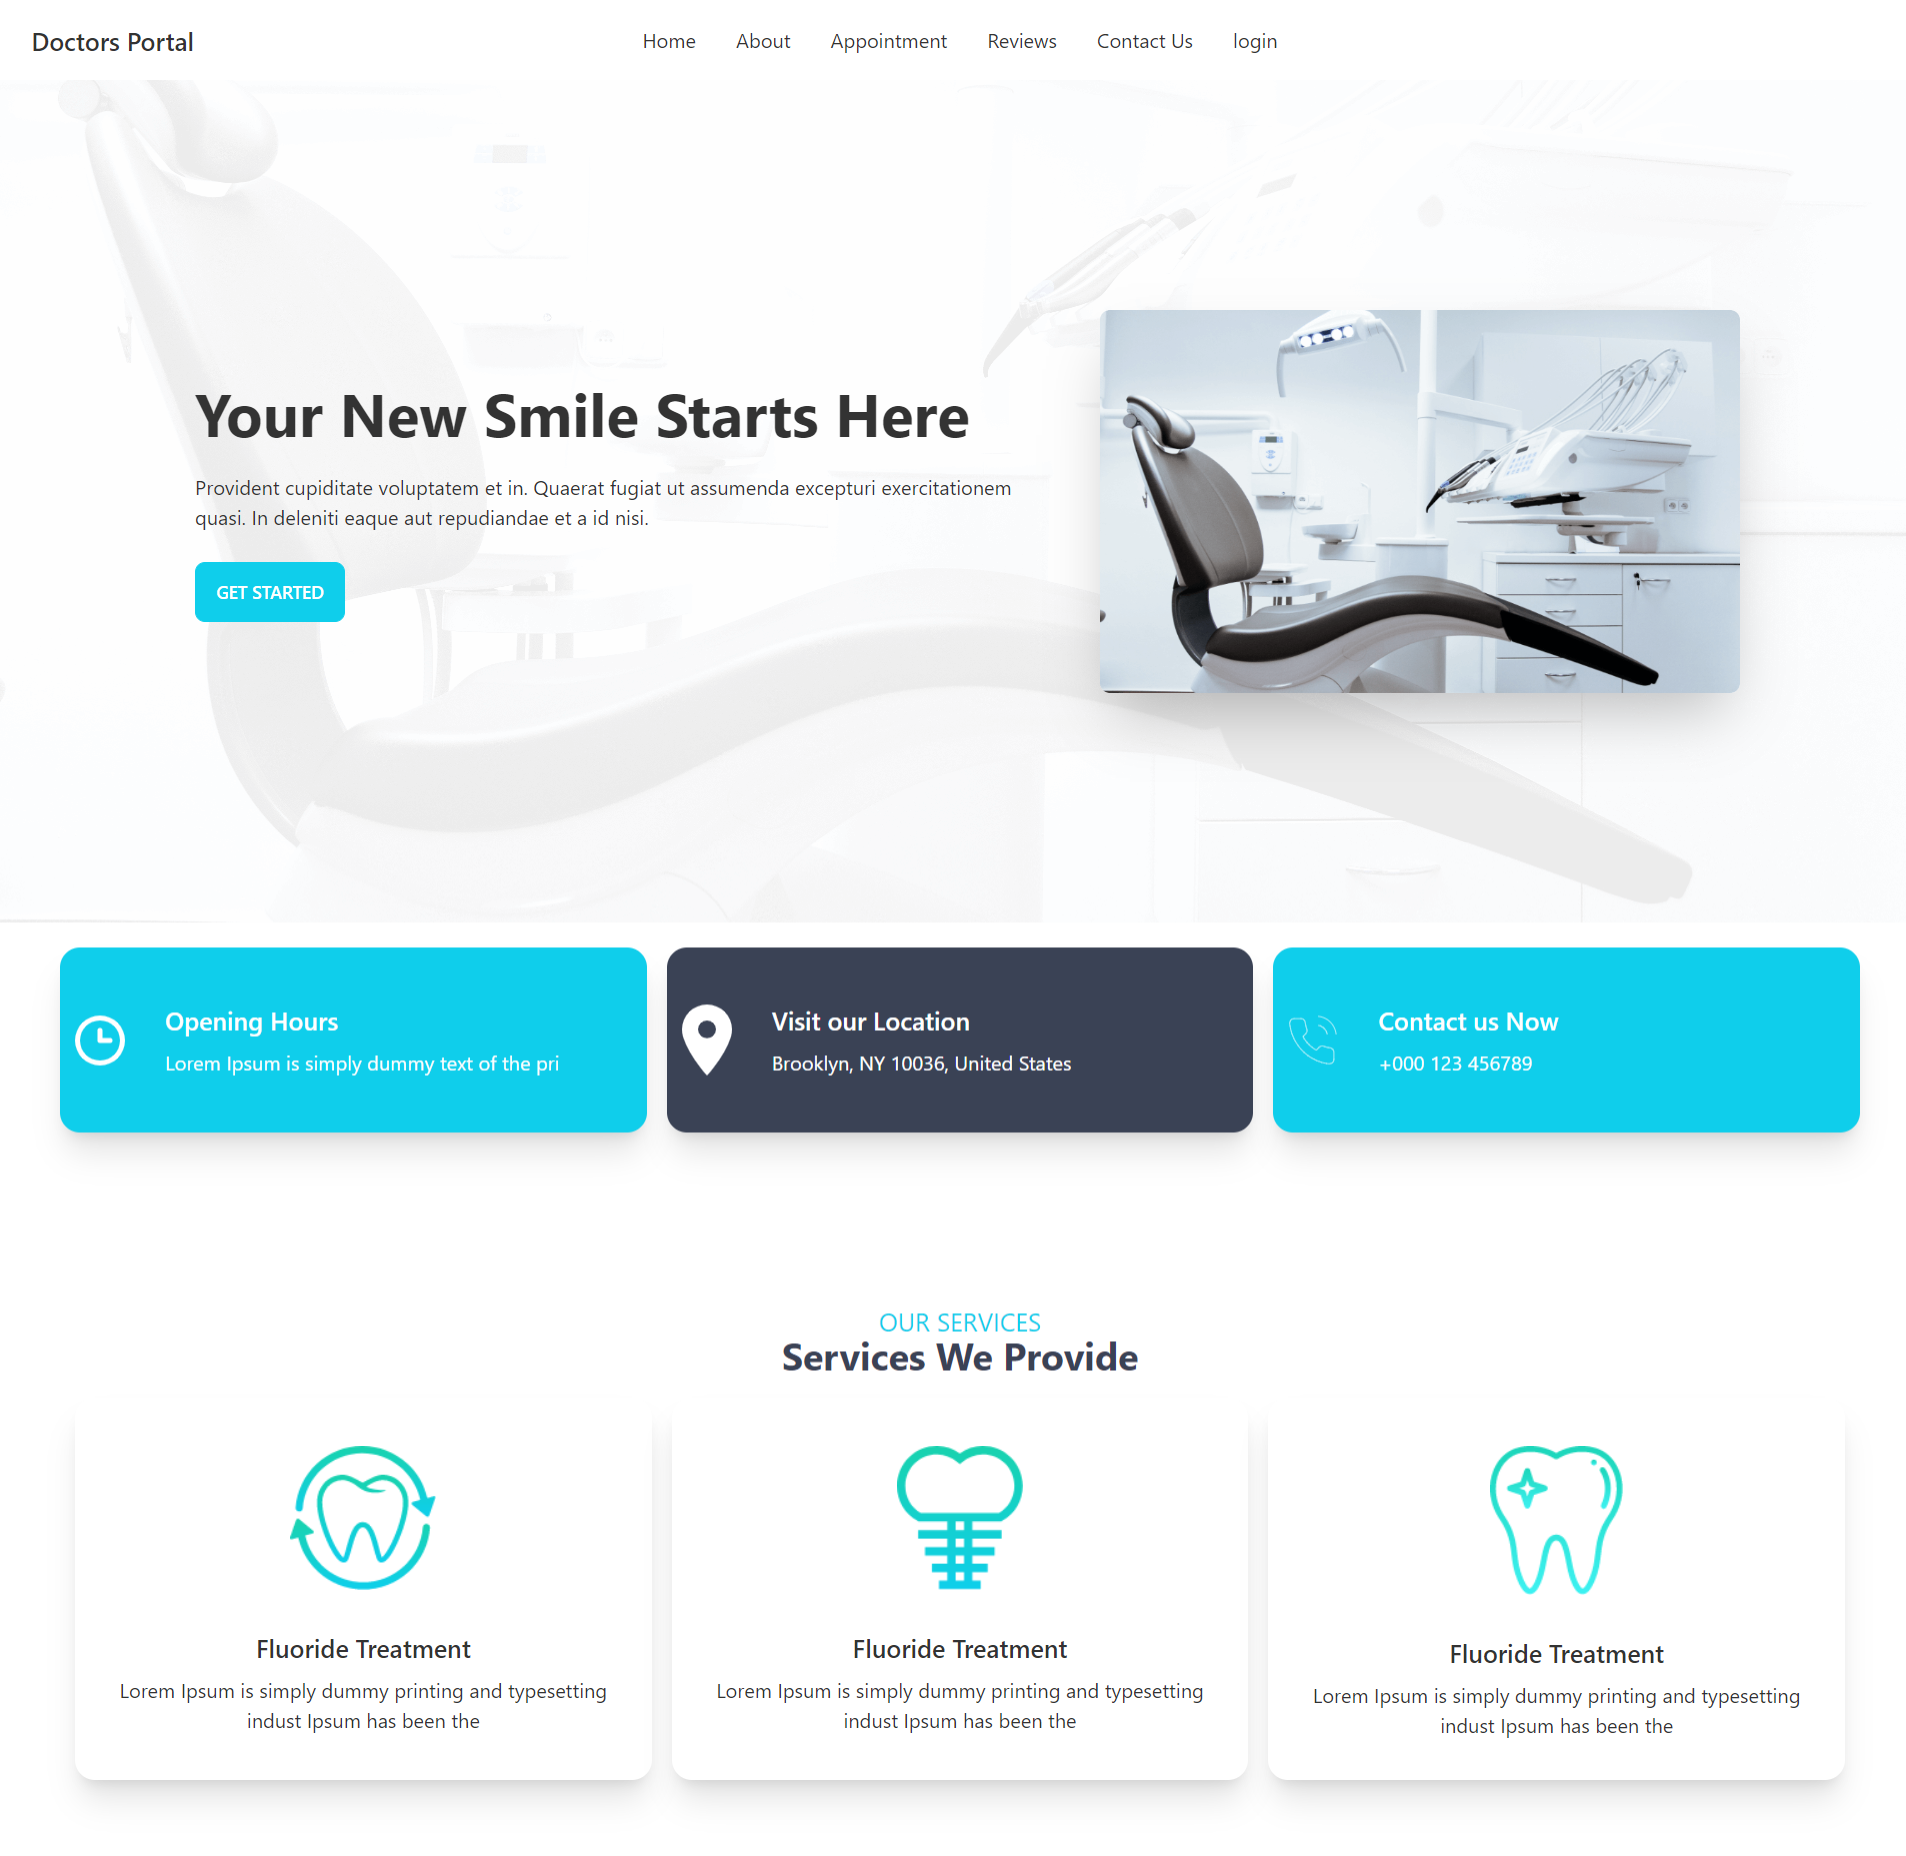 Doctors Portal
Home About Appointment Reviews Contact Us login
Your New Smile Starts Here
Provident cupiditate voluptatem et in. Quaerat fugiat ut assumenda excepturi exercitationem
quasi. In deleniti eaque aut repudiandae et a id nisi.
GET STARTED
Opening Hours
Lorem Ipsum is simply dummy text of the pri
Visit our Location
Brooklyn, NY 10036, United States
Contact us Now
+000 123 456789
OUR SERVICES
Services We Provide
Fluoride Treatment
Lorem Ipsum is simply dummy printing and typesetting
indust Ipsum has been the
Fluoride Treatment
Lorem Ipsum is simply dummy printing and typesetting
indust Ipsum has been the
Fluoride Treatment
Lorem Ipsum is simply dummy printing and typesetting
indust Ipsum has been the